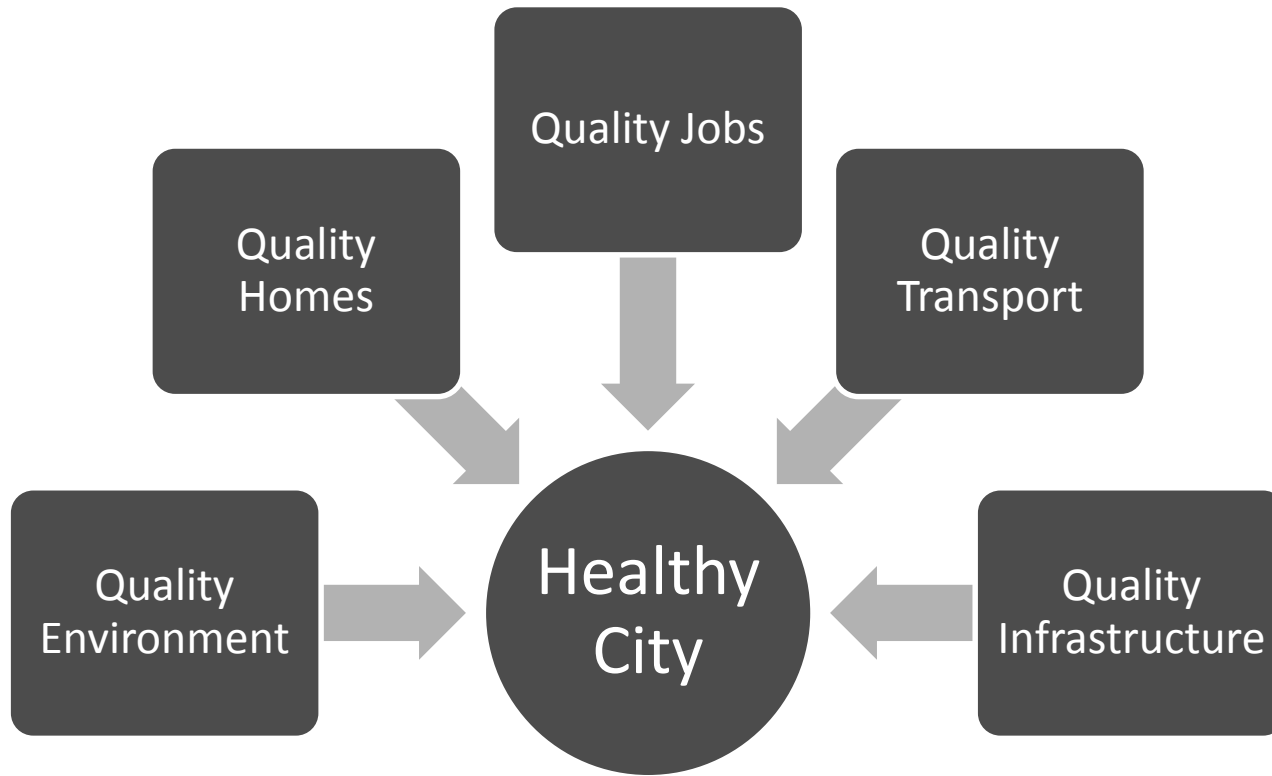 Quality Jobs
Quality
Homes
Quality
Transport
Quality
Environment
Healthy
City
Quality
Infrastructure